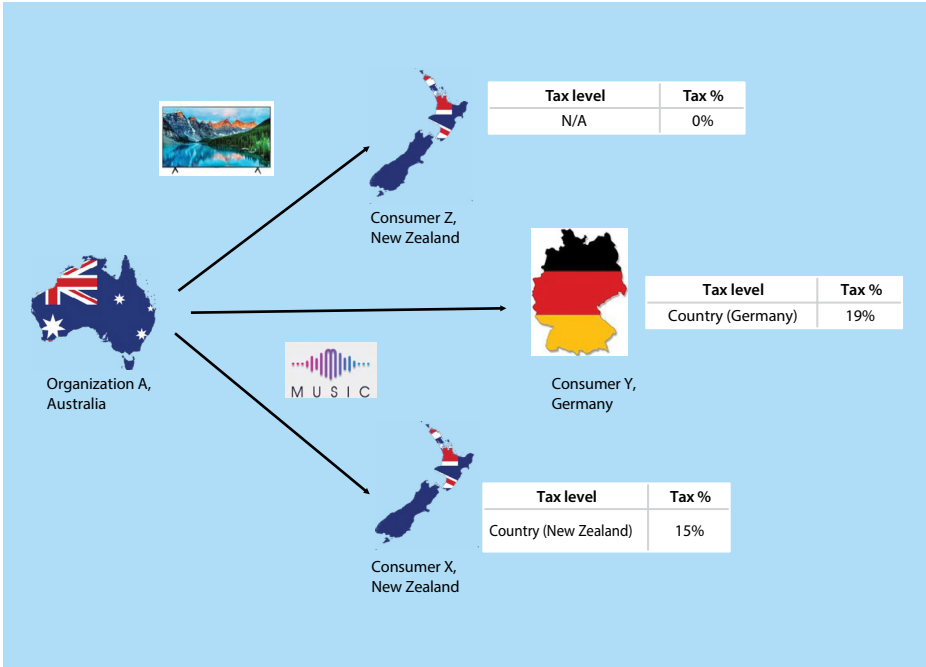 Tax level Tax %
N/A 0%
Consumer Z,
New Zealand
Tax level Tax %
Country (Germany) 19%
MUSIC
Organization A,
Australia
Consumer Y,
Germany
Tax level Tax %
Country (New Zealand) 15%
Consumer X,
New Zealand